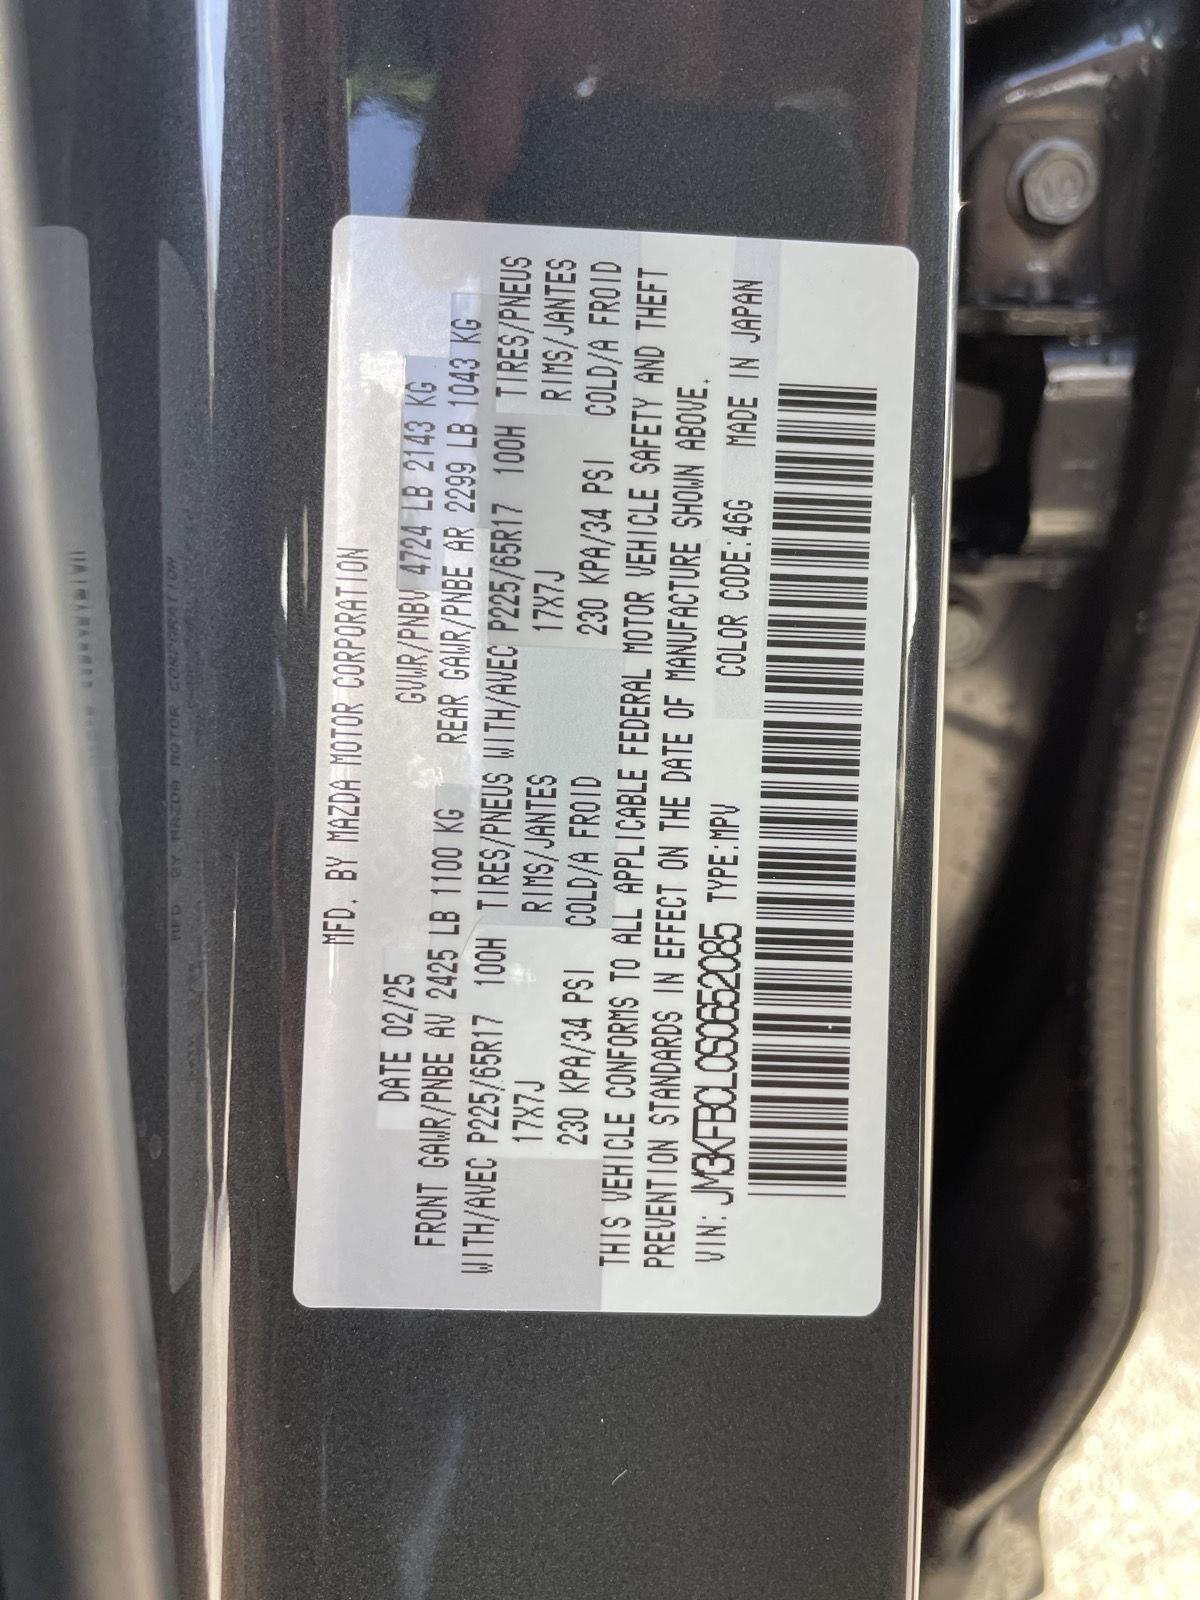 MFD. BY MAZDA MOTOR CORPORATION
DATE 02/25 GVWR/PNBV 4724 LB 2143 KG
FRONT GAWR/PNBE AV 2425 LB 1100 KG REAR GAWR/PNBE AR 2299 LB 1043 KG
WITH/AVEC P225/65R17 100H TIRES/PNEUS WITH/AVEC P225/65R17 100H TIRES/PNEUS
17X7J RIMS/JANTES 17X7J RIMS/JANTES
230 KPA/34 PSI COLD/A FROID 230 KPA/34 PSI COLD/A FROID
THIS VEHICLE CONFORMS TO ALL APPLICABLE FEDERAL MOTOR VEHICLE SAFETY AND THEFT
PREVENTION STANDARDS IN EFFECT ON THE DATE OF MANUFACTURE SHOWN ABOVE.
VIN: JM3KFBCL0S0652085 TYPE:MPV COLOR CODE:46G MADE IN JAPAN